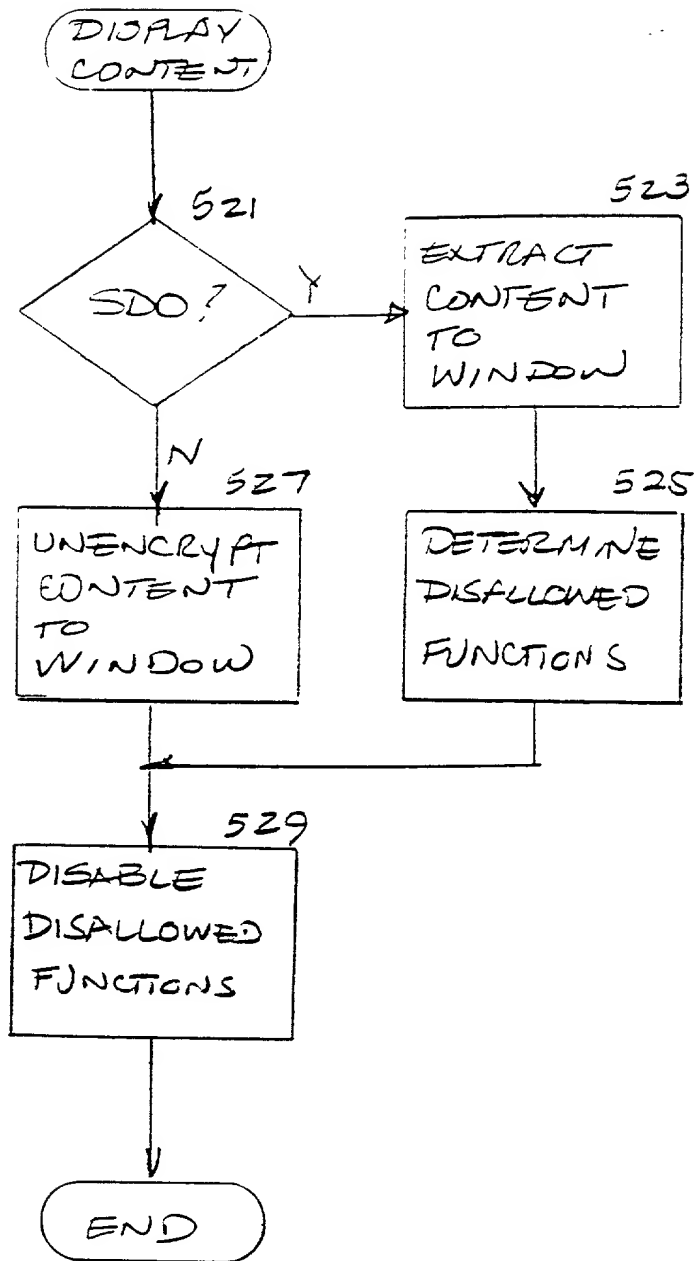 DISPLAY
CONTENT
521
SDO?
Y
523
EXTRACT
CONTENT
TO
WINDOW
N
527
UNENCRYPT
CONTENT
TO
WINDOW
525
DETERMINE
DISALLOWED
FUNCTIONS
529
DISABLE
DISALLOWED
FUNCTIONS
END